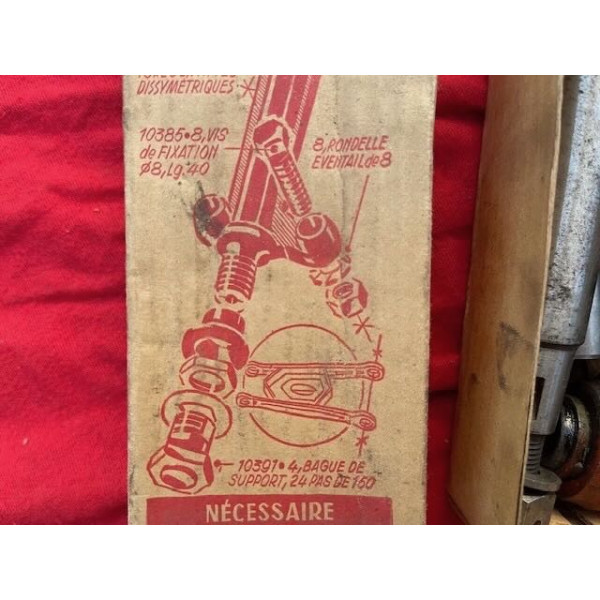 DISSYMÉTRIQUES
10385•8, VIS
de FIXATION
Ø8, Lg. 40
8, RONDELLE
EVENTAIL de 8
10391•4, BAGUE DE
SUPPORT, 24 PAS DE 150
NÉCESSAIRE